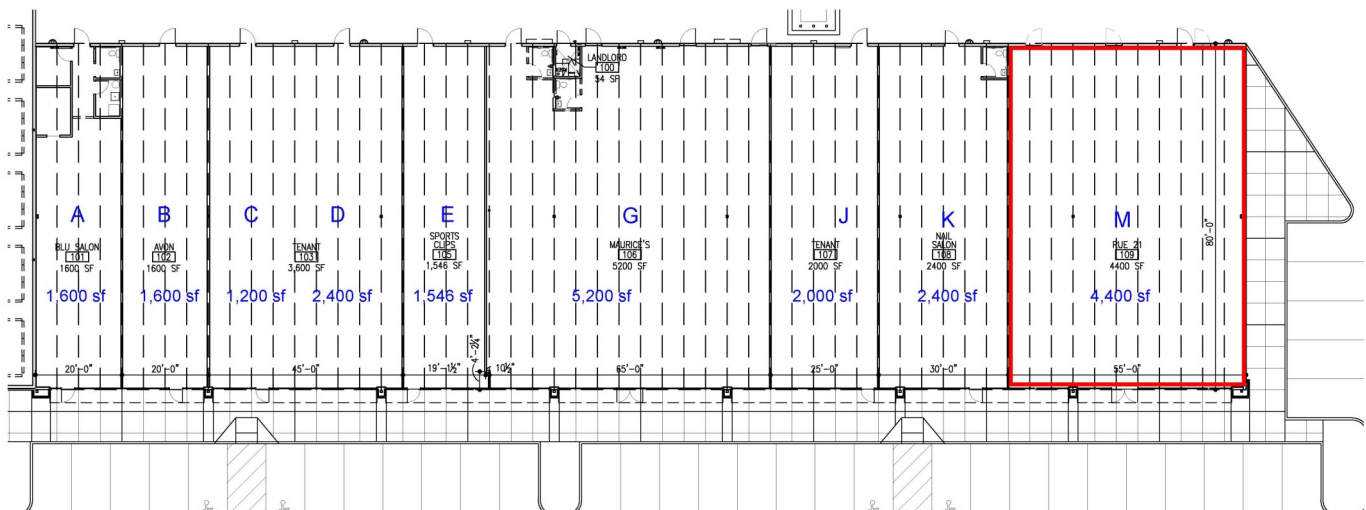 LANDLORD
100
54 SF
A
B
C
D
E
G
J
K
M
BLU SALON
101
1600 SF
AVON
102
1600 SF
TENANT
103
3,600 SF
SPORTS
CLIPS
105
1,546 SF
MAURICE'S
106
5200 SF
TENANT
107
2000 SF
NAIL
SALON
108
2400 SF
RUE 21
109
4400 SF
80'-0"
1,600 sf
1,600 sf
1,200 sf
2,400 sf
1,546 sf
5,200 sf
2,000 sf
2,400 sf
4,400 sf
20'-0"
20'-0"
45'-0"
19'-1½"
4'-2¼"
10½"
65'-0"
25'-0"
30'-0"
55'-0"